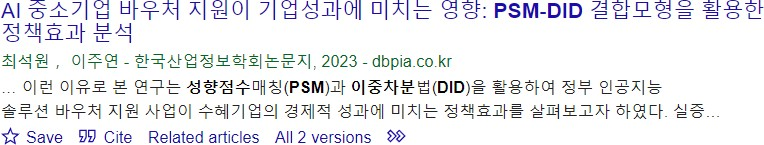 AI 중소기업 바우처 지원이 기업성과에 미치는 영향: PSM-DID 결합모형을 활용한
정책효과 분석
최석원, 이주연 - 한국산업정보학회논문지, 2023 - dbpia.co.kr
... 이런 이유로 본 연구는 성향점수매칭(PSM)과 이중차분법(DID)을 활용하여 정부 인공지능
솔루션 바우처 지원 사업이 수혜기업의 경제적 성과에 미치는 정책효과를 살펴보고자 하였다. 실증...
Save Cite Related articles All 2 versions